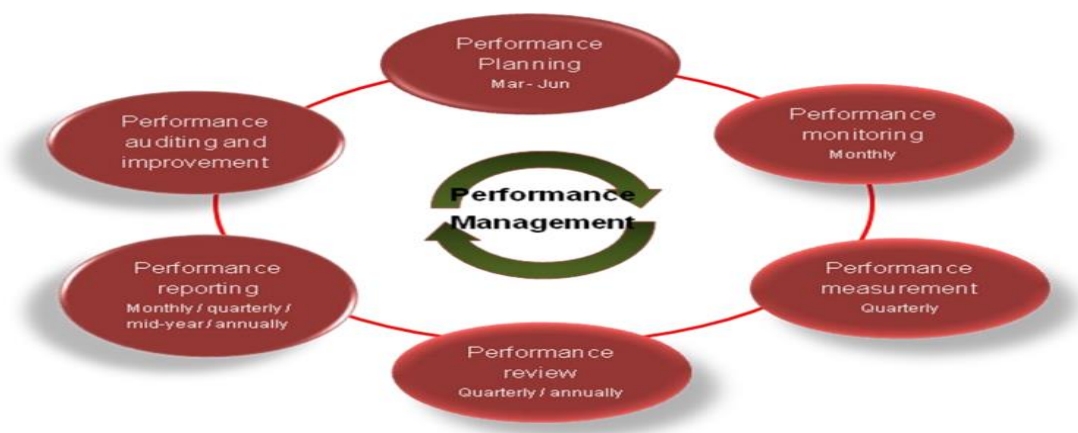 Performance
Planning
Mar- Jun
Performance
monitoring
Monthly
Performance
measurement
Quarterly
Performance
review
Quarterly / annually
Performance
reporting
Monthly / quarterly /
mid-year / annually
Performance
auditing and
improvement
Performance
Management